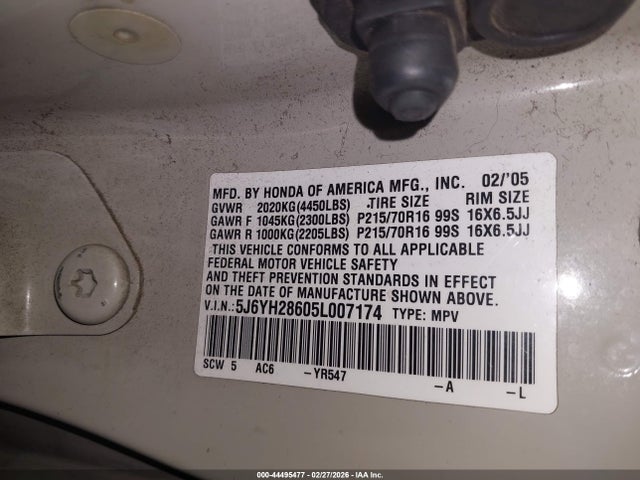 MFD. BY HONDA OF AMERICA MFG., INC. 02/'05
GVWR 2020KG(4450LBS) TIRE SIZE RIM SIZE
GAWR F 1045KG(2300LBS) P215/70R16 99S 16X6.5JJ
GAWR R 1000KG(2205LBS) P215/70R16 99S 16X6.5JJ
THIS VEHICLE CONFORMS TO ALL APPLICABLE
FEDERAL MOTOR VEHICLE SAFETY
AND THEFT PREVENTION STANDARDS IN EFFECT
ON THE DATE OF MANUFACTURE SHOWN ABOVE.
V.I.N.:5J6YH28605L007174 TYPE: MPV
SCW 5 AC6 -YR547 -A -L
000-44495477 - 02/27/2026 - IAA Inc.